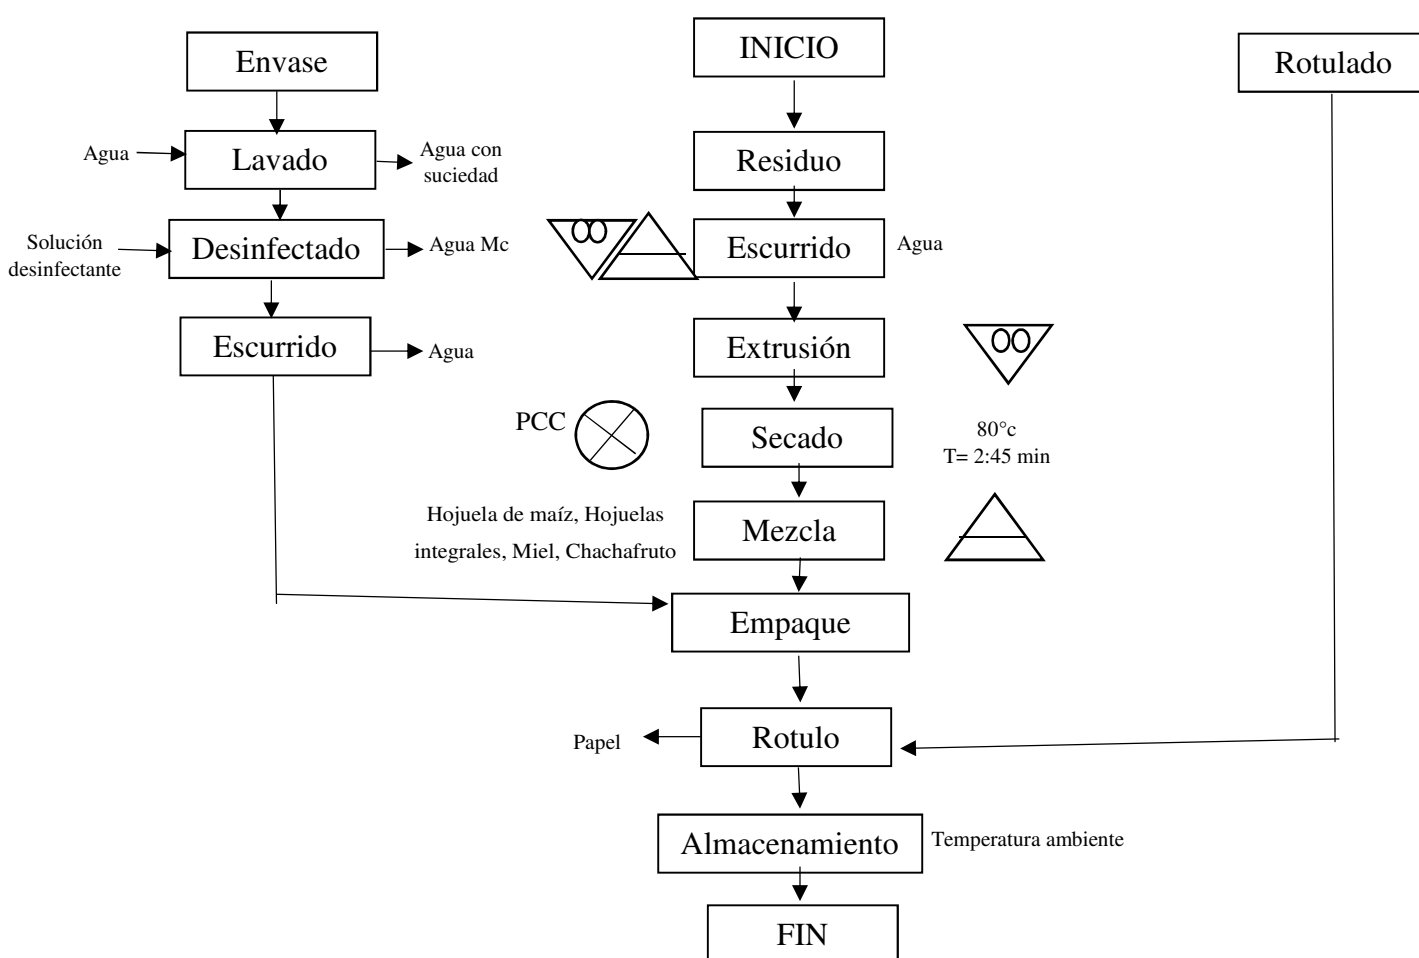 Envase
INICIO
Rotulado
Agua
Lavado
Agua con
suciedad
Residuo
Solución
desinfectante
Desinfectado
Agua Mc
Escurrido
Agua
Escurrido
Agua
Extrusión
PCC
Secado
80°c
T= 2:45 min
Hojuela de maíz, Hojuelas
integrales, Miel, Chachafruto
Mezcla
Empaque
Papel
Rotulo
Almacenamiento
Temperatura ambiente
FIN